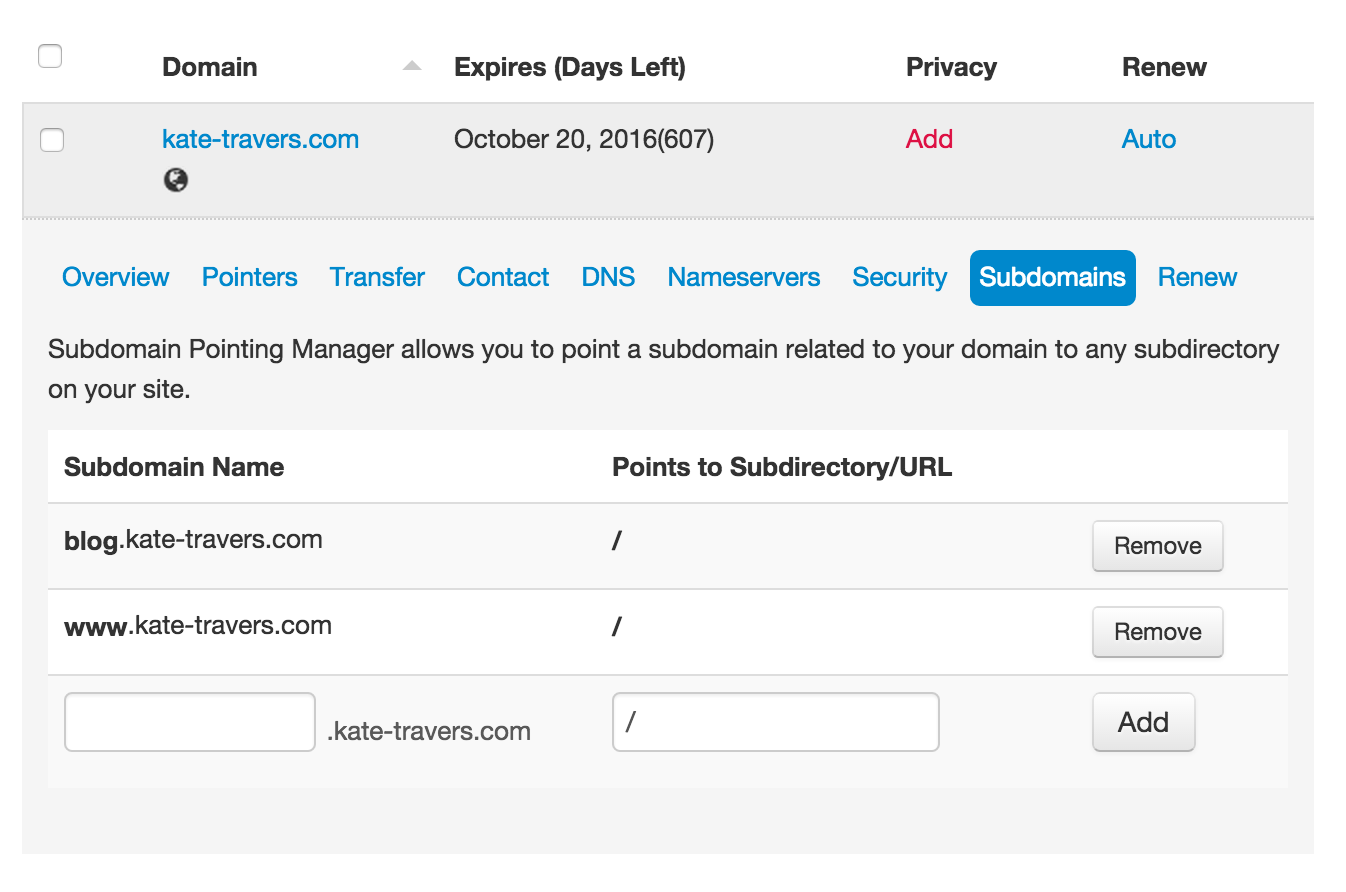 Domain Expires (Days Left) Privacy Renew
kate-travers.com October 20, 2016(607) Add Auto
Overview Pointers Transfer Contact DNS Nameservers Security Subdomains Renew
Subdomain Pointing Manager allows you to point a subdomain related to your domain to any subdirectory
on your site.
Subdomain Name Points to Subdirectory/URL
blog.kate-travers.com / Remove
www.kate-travers.com / Remove
.kate-travers.com / Add